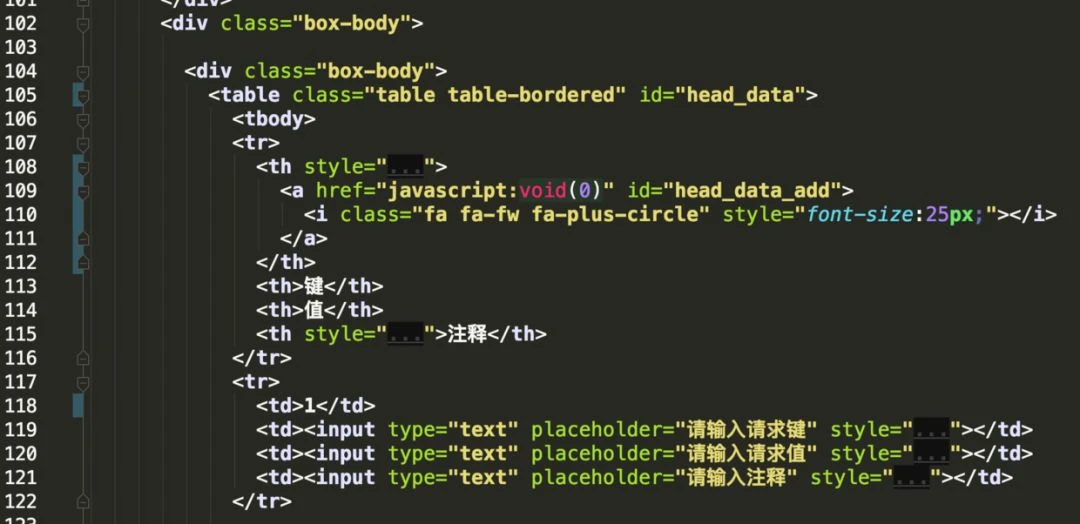 101 </div>
102 <div class="box-body">
103
104 <div class="box-body">
105 <table class="table table-bordered" id="head_data">
106 <tbody>
107 <tr>
108 <th style="...">
109 <a href="javascript:void(0)" id="head_data_add">
110 <i class="fa fa-fw fa-plus-circle" style="font-size:25px;"></i>
111 </a>
112 </th>
113 <th>键</th>
114 <th>值</th>
115 <th style="...">注释</th>
116 </tr>
117 <tr>
118 <td>1</td>
119 <td><input type="text" placeholder="请输入请求键" style="..."></td>
120 <td><input type="text" placeholder="请输入请求值" style="..."></td>
121 <td><input type="text" placeholder="请输入注释" style="..."></td>
122 </tr>
123